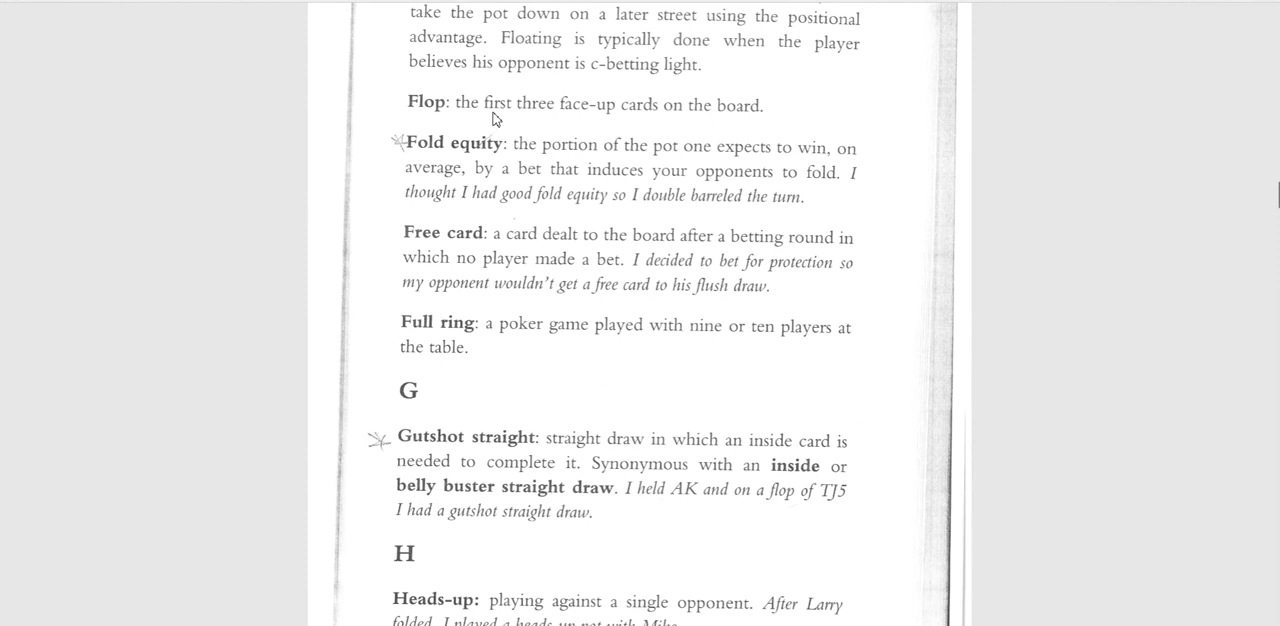 take the pot down on a later street using the positional
advantage. Floating is typically done when the player
believes his opponent is c-betting light.
Flop: the first three face-up cards on the board.
Fold equity: the portion of the pot one expects to win, on
average, by a bet that induces your opponents to fold. I
thought I had good fold equity so I double barreled the turn.
Free card: a card dealt to the board after a betting round in
which no player made a bet. I decided to bet for protection so
my opponent wouldn't get a free card to his flush draw.
Full ring: a poker game played with nine or ten players at
the table.
G
Gutshot straight: straight draw in which an inside card is
needed to complete it. Synonymous with an inside or
belly buster straight draw. I held AK and on a flop of TJ5
I had a gutshot straight draw.
H
Heads-up: playing against a single opponent. After Larry
folded, I played a heads up pot with Mike.